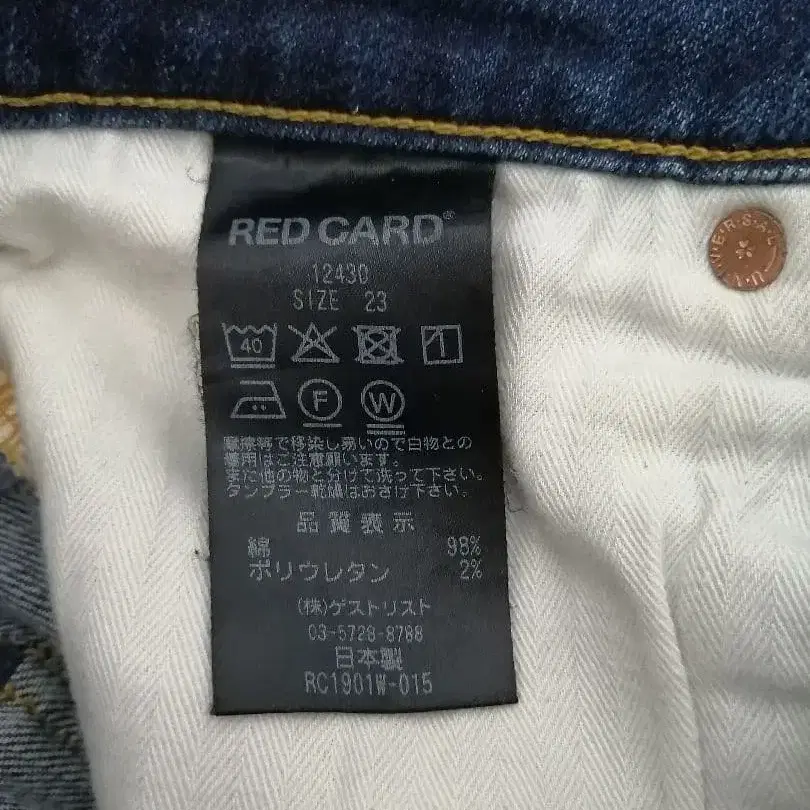 RED CARD®
12430
SIZE 23
40
F W
摩擦等で移染し易いので白物との
着用はご注意願います。
また他の物と分けて洗って下さい。
タンブラー乾燥はおさけ下さい。
品質表示
綿 98%
ポリウレタン 2%
(株)ゲストリスト
03-5728-8788
日本製
RC1901W-015
UNIVERSAL